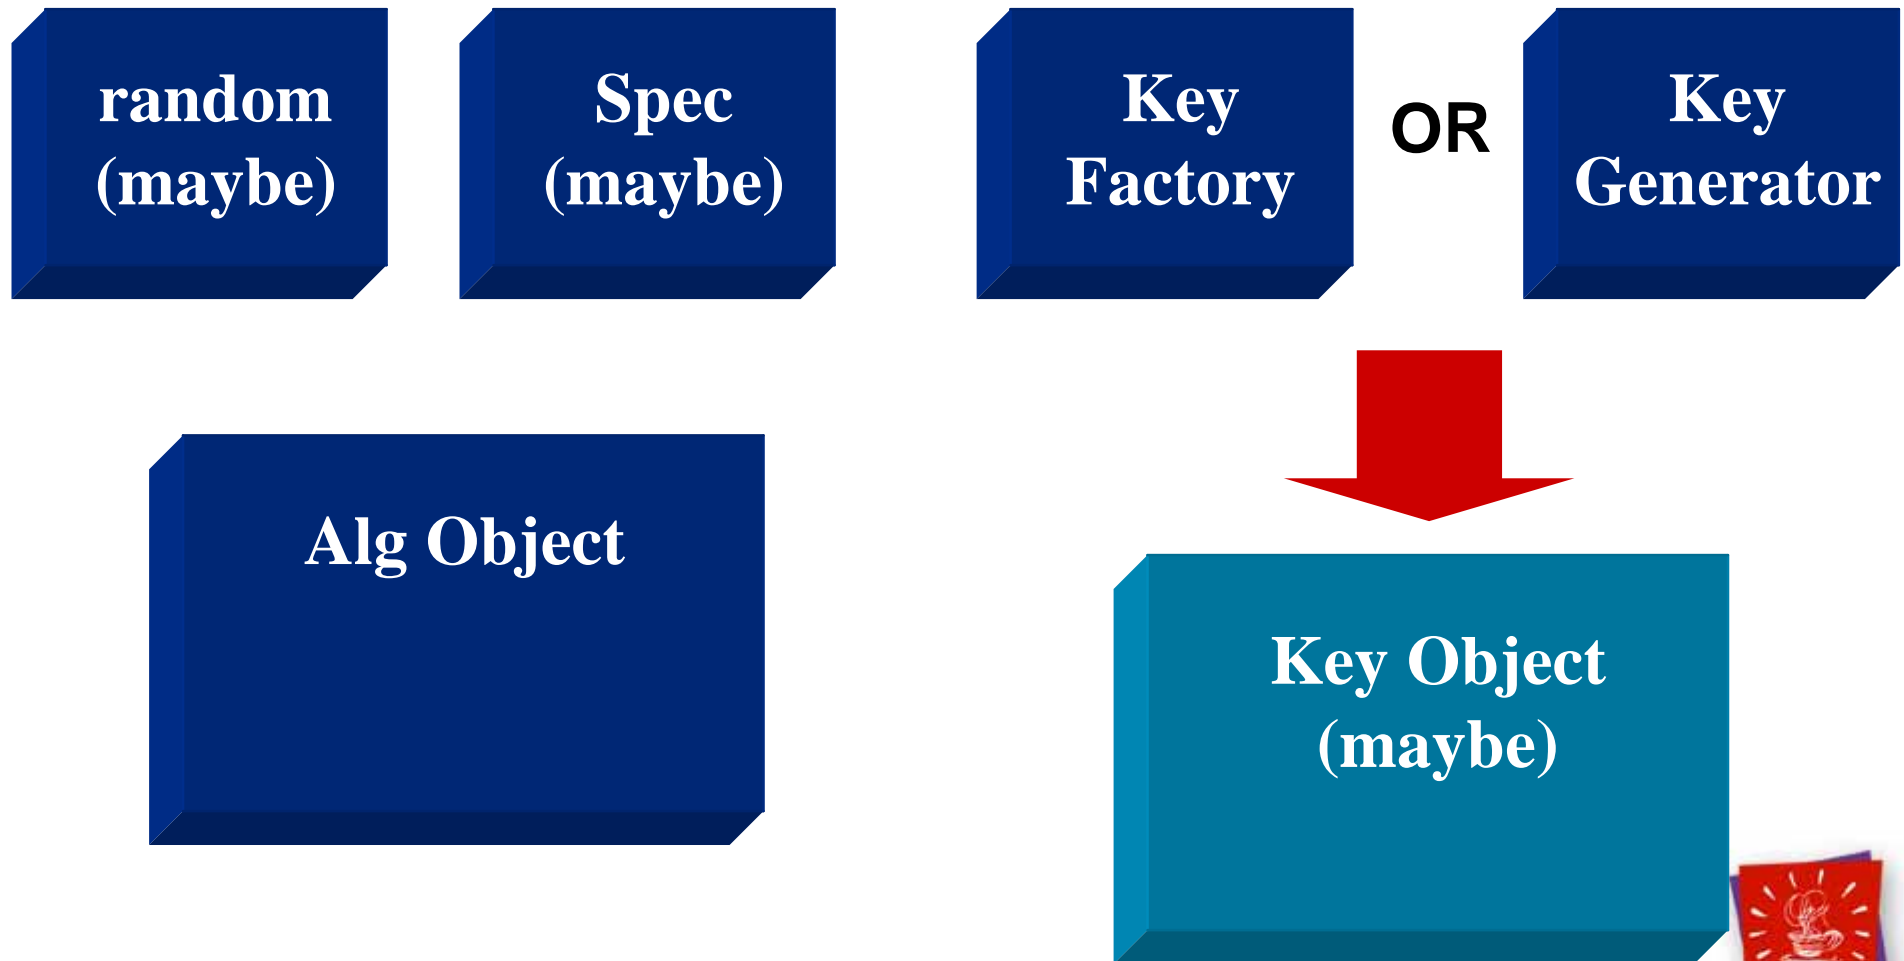 random
(maybe)
Spec
(maybe)
Key
Factory
OR
Key
Generator
Alg Object
Key Object
(maybe)